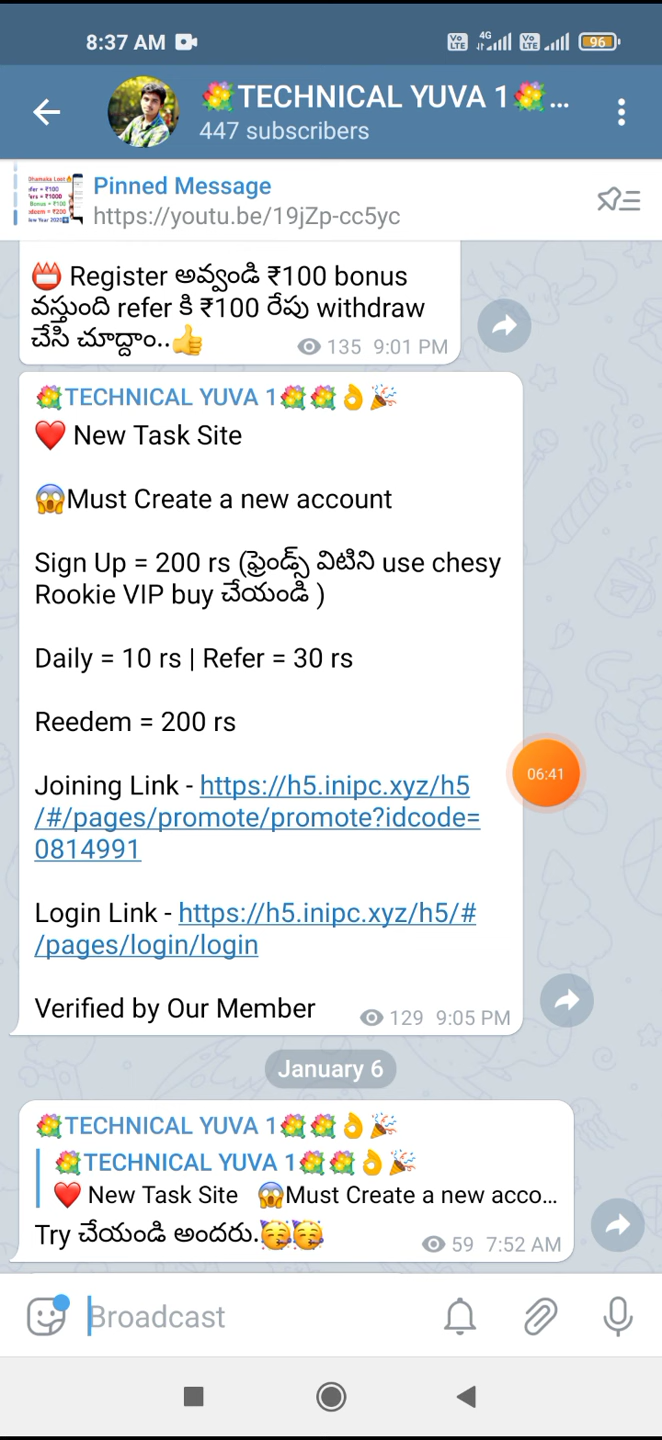 8:37 AM
Vo LTE 4G Vo LTE 96
TECHNICAL YUVA 1 ...
447 subscribers
Pinned Message
https://youtu.be/19jZp-cc5yc
Register అవ్వండి ₹100 bonus
వస్తుంది refer కి ₹100 రేపు withdraw
చేసి చూద్దాం..👍
135 9:01 PM
💐TECHNICAL YUVA 1💐💐👌🎉
❤️ New Task Site
😱Must Create a new account
Sign Up = 200 rs (ఫ్రెండ్స్ విటిని use chesy
Rookie VIP buy చేయండి )
Daily = 10 rs | Refer = 30 rs
Reedem = 200 rs
06:41
Joining Link - https://h5.inipc.xyz/h5
/#/pages/promote/promote?idcode=
0814991
Login Link - https://h5.inipc.xyz/h5/#
/pages/login/login
Verified by Our Member
129 9:05 PM
January 6
💐TECHNICAL YUVA 1💐💐👌🎉
💐TECHNICAL YUVA 1💐💐👌🎉
❤️ New Task Site 😱Must Create a new acco...
Try చేయండి అందరు.🥳🥳
59 7:52 AM
Broadcast